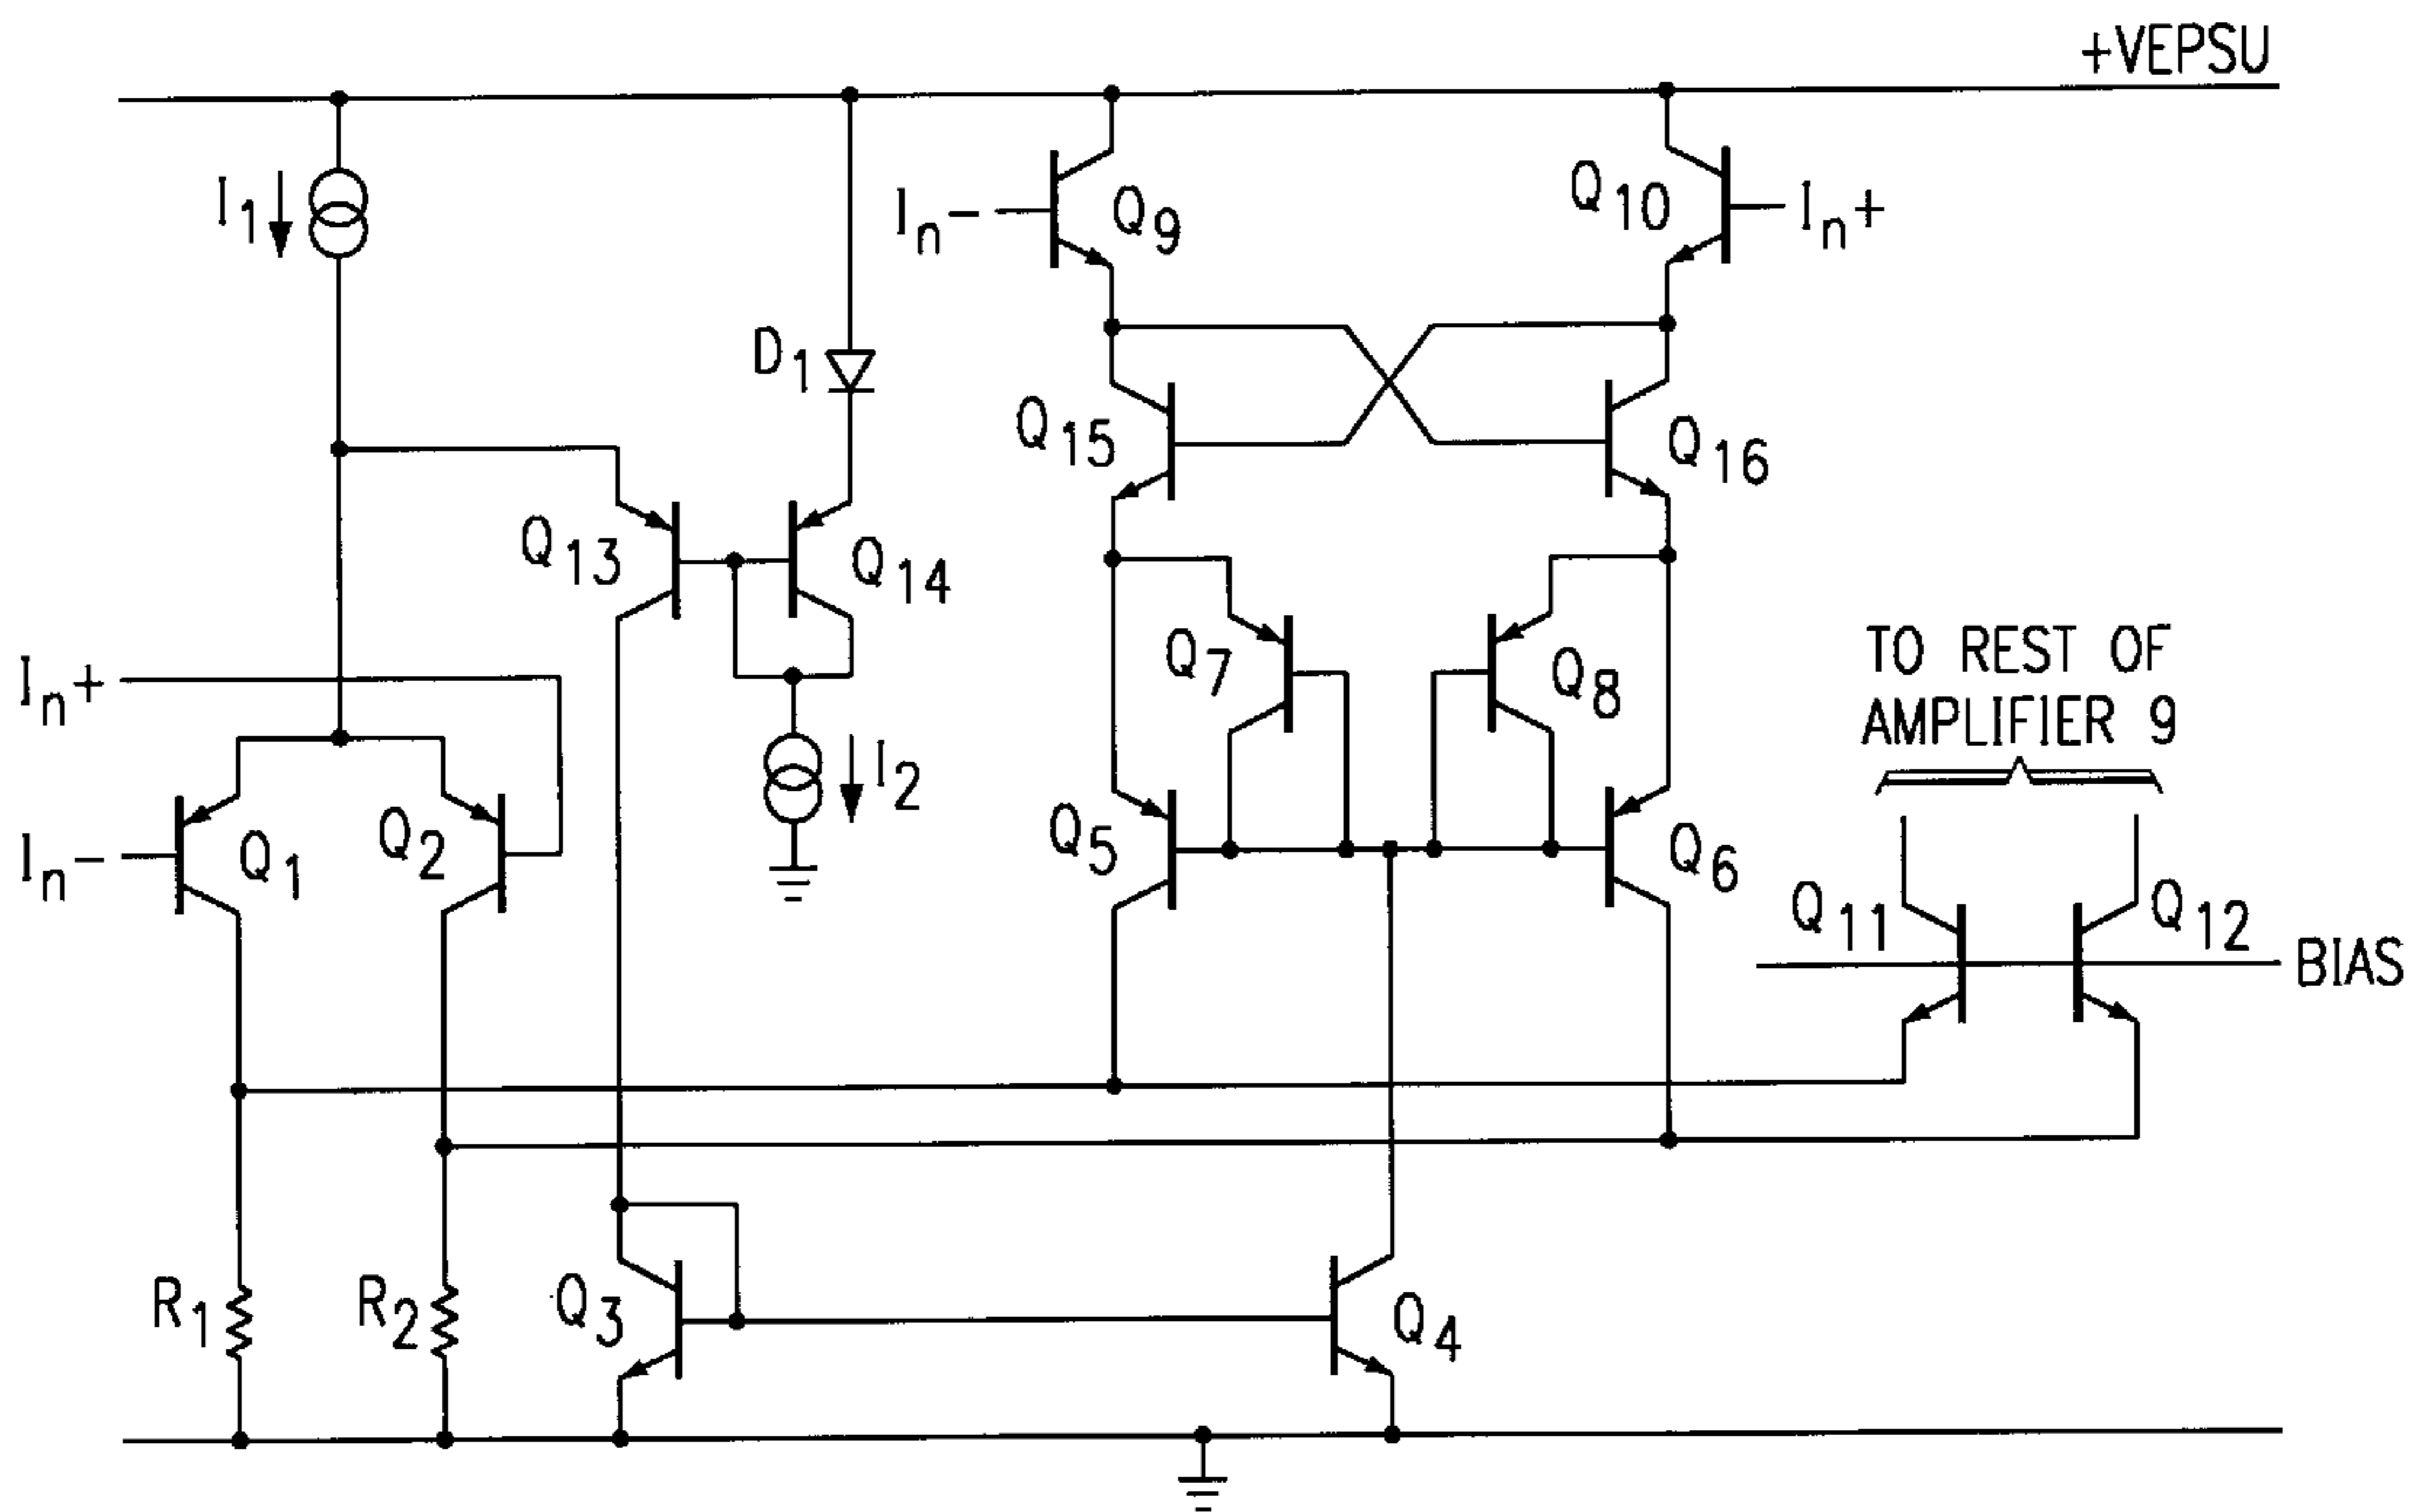 +VEPSU
I1
In-
Q9
Q10
In+
D1
Q15
Q16
Q13
Q14
In+
Q7
Q8
TO REST OF
AMPLIFIER 9
I2
In-
Q1
Q2
Q5
Q6
Q11
Q12
BIAS
R1
R2
Q3
Q4